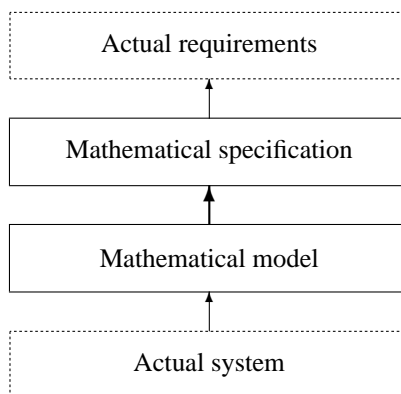 Actual requirements
Mathematical specification
Mathematical model
Actual system